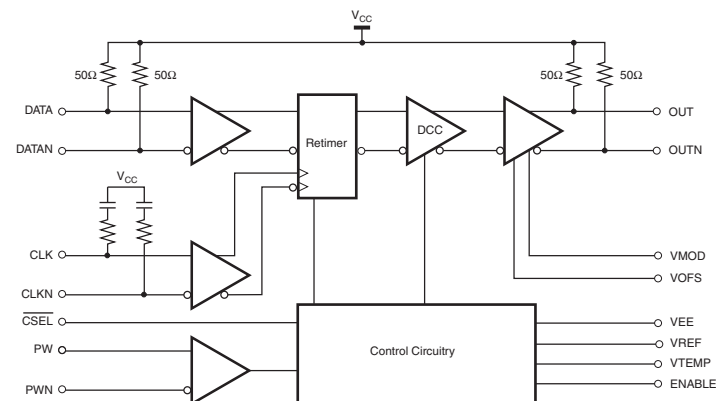 VCC
50Ω 50Ω 50Ω 50Ω
DATA OUT
DCC
Retimer
DATAN OUTN
VCC
CLK VMOD
VOFS
CLKN
CSEL VEE
VREF
PW Control Circuitry
VTEMP
ENABLE
PWN